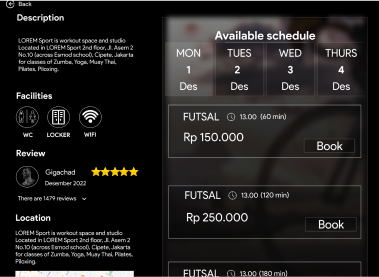 Back
Description
LOREM Sport is workout space and studio
Located in LOREM Sport 2nd floor, Jl. Asem 2
No.10 (across Esmod school), Cipete, Jakarta
for classes of Zumba, Yoga, Muay Thai,
Pilates, Piloxing.
Facilities
WC LOCKER WIFI
Review
Gigachad
Desember 2022
There are 1479 reviews
Location
LOREM Sport is workout space and studio
Located in LOREM Sport 2nd floor, Jl. Asem 2
No.10 (across Esmod school), Cipete, Jakarta
for classes of Zumba, Yoga, Muay Thai, Pilates,
Piloxing.
Available schedule
MON TUES WED THURS
1 2 3 4
Des Des Des Des
FUTSAL 13.00 (60 min)
Rp 150.000
Book
FUTSAL 13.00 (120 min)
Rp 250.000
Book
FUTSAL 13.00 (180 min)